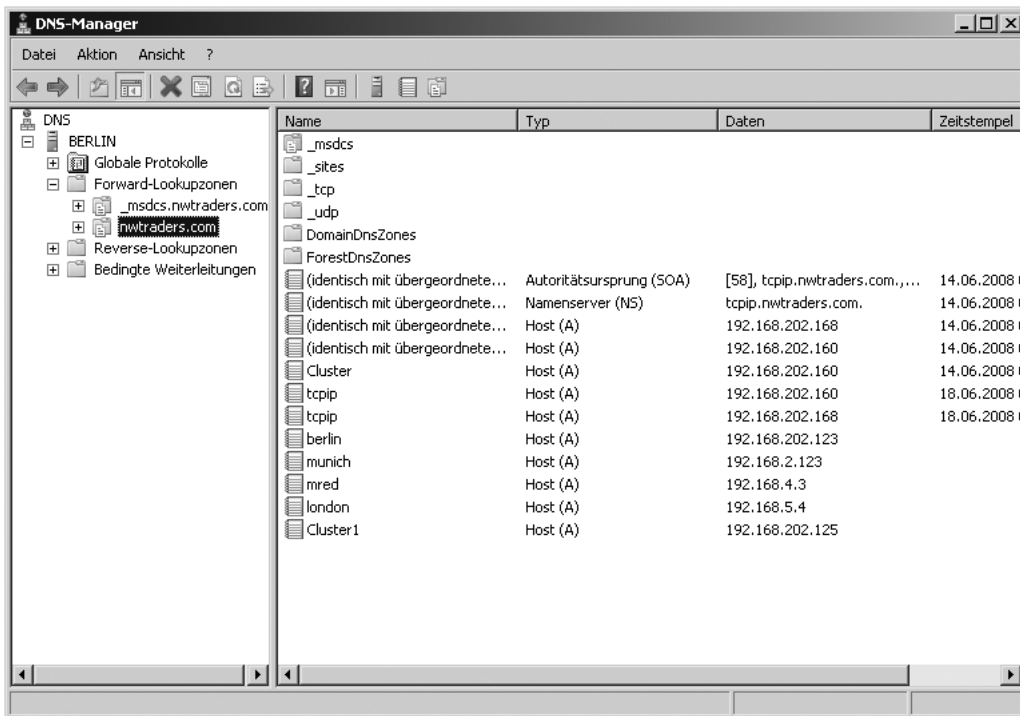 DNS-Manager
Datei Aktion Ansicht ?
DNS
BERLIN
Globale Protokolle
Forward-Lookupzonen
_msdcs.nwtraders.com
nwtraders.com
Reverse-Lookupzonen
Bedingte Weiterleitungen
Name Typ Daten Zeitstempel
_msdcs
_sites
_tcp
_udp
DomainDnsZones
ForestDnsZones
(identisch mit übergeordnete... Autoritätsursprung (SOA) [58], tcpip.nwtraders.com.,... 14.06.2008
(identisch mit übergeordnete... Namenserver (NS) tcpip.nwtraders.com. 14.06.2008
(identisch mit übergeordnete... Host (A) 192.168.202.168 14.06.2008
(identisch mit übergeordnete... Host (A) 192.168.202.160 14.06.2008
Cluster Host (A) 192.168.202.160 14.06.2008
tcpip Host (A) 192.168.202.160 18.06.2008
tcpip Host (A) 192.168.202.168 18.06.2008
berlin Host (A) 192.168.202.123
munich Host (A) 192.168.2.123
mred Host (A) 192.168.4.3
london Host (A) 192.168.5.4
Cluster1 Host (A) 192.168.202.125